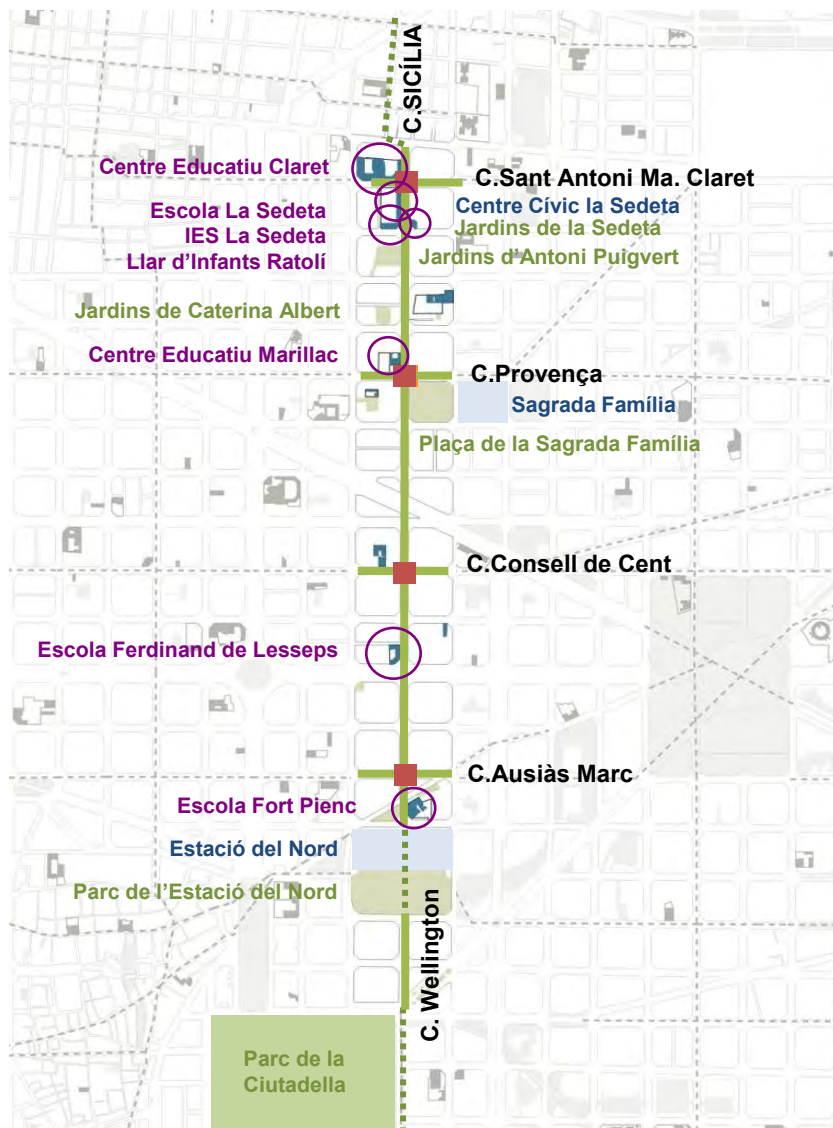 C.SICÍLIA
Centre Educatiu Claret
C.Sant Antoni Ma. Claret
Escola La Sedeta
Centre Cívic la Sedeta
IES La Sedeta
Jardins de la Sedeta
Llar d'Infants Ratolí
Jardins d'Antoni Puigvert
Jardins de Caterina Albert
Centre Educatiu Marillac
C.Provença
Sagrada Família
Plaça de la Sagrada Família
C.Consell de Cent
Escola Ferdinand de Lesseps
C.Ausiàs Marc
Escola Fort Pienc
Estació del Nord
Parc de l'Estació del Nord
C. Wellington
Parc de la
Ciutadella